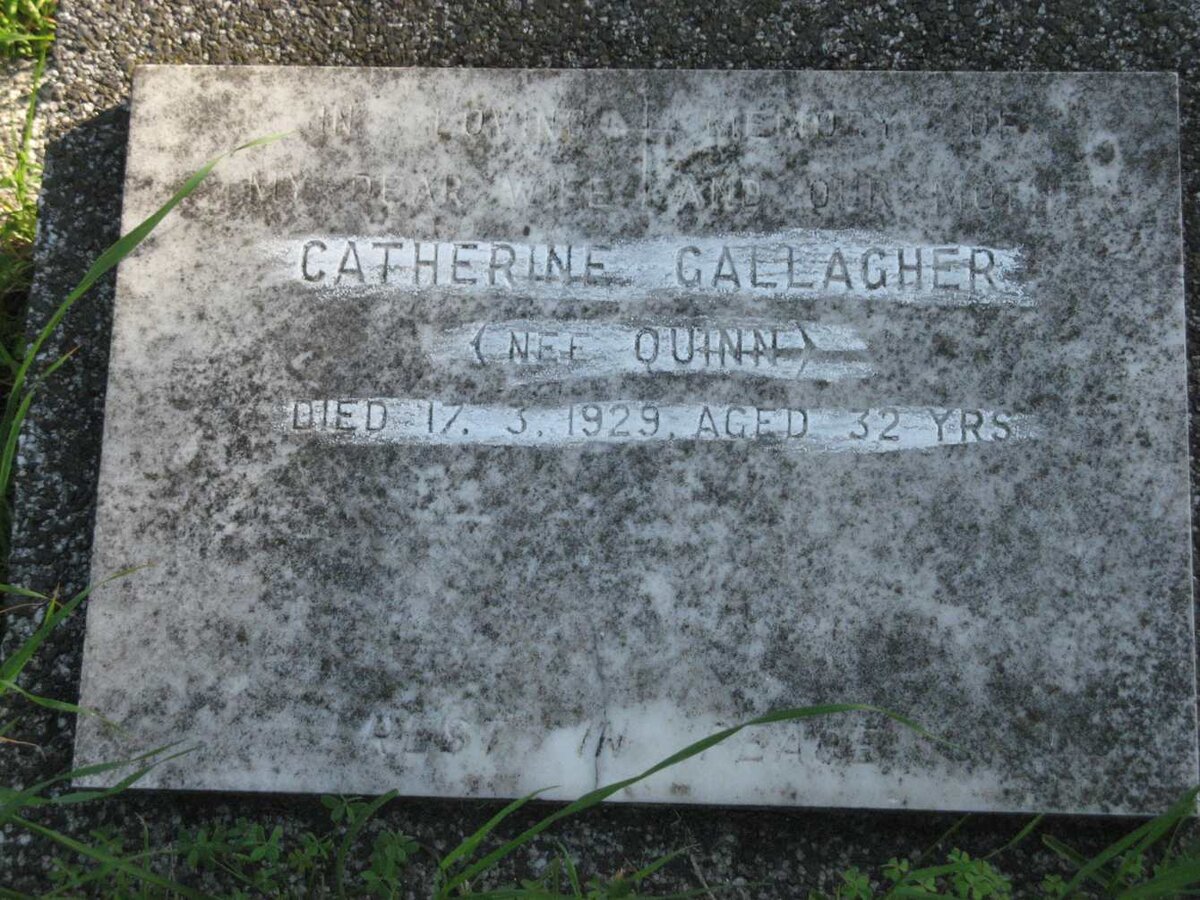 IN LOVING MEMORY OF
MY DEAR WIFE AND OUR MOTHER
CATHERINE GALLAGHER
(NEE QUINN)
DIED 17. 3. 1929. AGED 32 YRS
REST IN PEACE